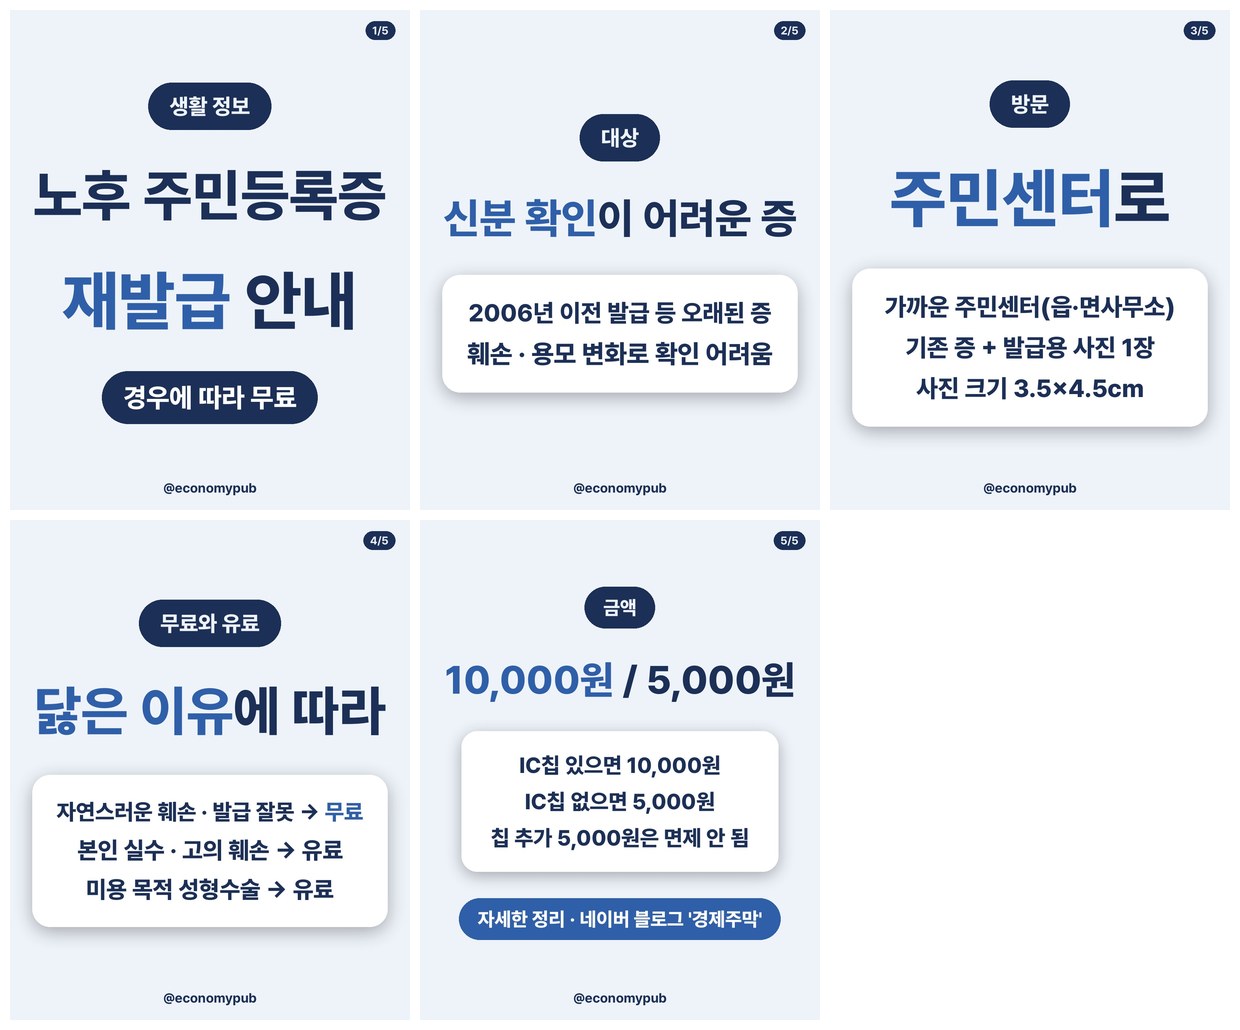 1/5
생활 정보
노후 주민등록증
재발급 안내
경우에 따라 무료
@economypub
2/5
대상
신분 확인이 어려운 증
2006년 이전 발급 등 오래된 증
훼손 · 용모 변화로 확인 어려움
@economypub
3/5
방문
주민센터로
가까운 주민센터(읍·면사무소)
기존 증 + 발급용 사진 1장
사진 크기 3.5×4.5cm
@economypub
4/5
무료와 유료
닳은 이유에 따라
자연스러운 훼손 · 발급 잘못 → 무료
본인 실수 · 고의 훼손 → 유료
미용 목적 성형수술 → 유료
@economypub
5/5
금액
10,000원 / 5,000원
IC칩 있으면 10,000원
IC칩 없으면 5,000원
칩 추가 5,000원은 면제 안 됨
자세한 정리 · 네이버 블로그 '경제주막'
@economypub